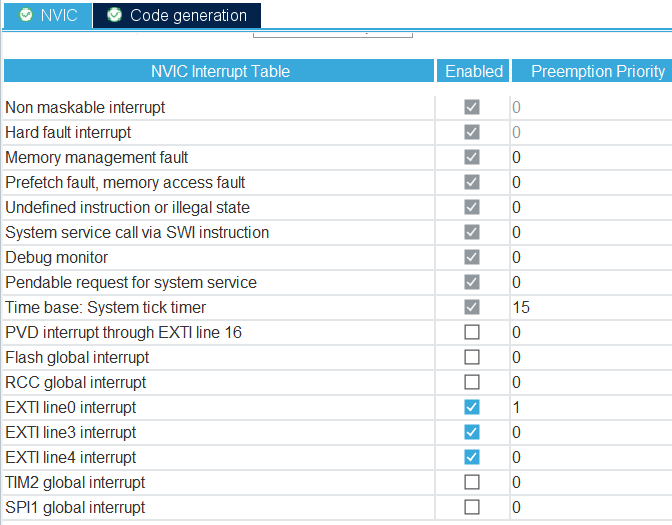 NVIC Code generation
NVIC Interrupt Table Enabled Preemption Priority
Non maskable interrupt 0
Hard fault interrupt 0
Memory management fault 0
Prefetch fault, memory access fault 0
Undefined instruction or illegal state 0
System service call via SWI instruction 0
Debug monitor 0
Pendable request for system service 0
Time base: System tick timer 15
PVD interrupt through EXTI line 16 0
Flash global interrupt 0
RCC global interrupt 0
EXTI line0 interrupt 1
EXTI line3 interrupt 0
EXTI line4 interrupt 0
TIM2 global interrupt 0
SPI1 global interrupt 0